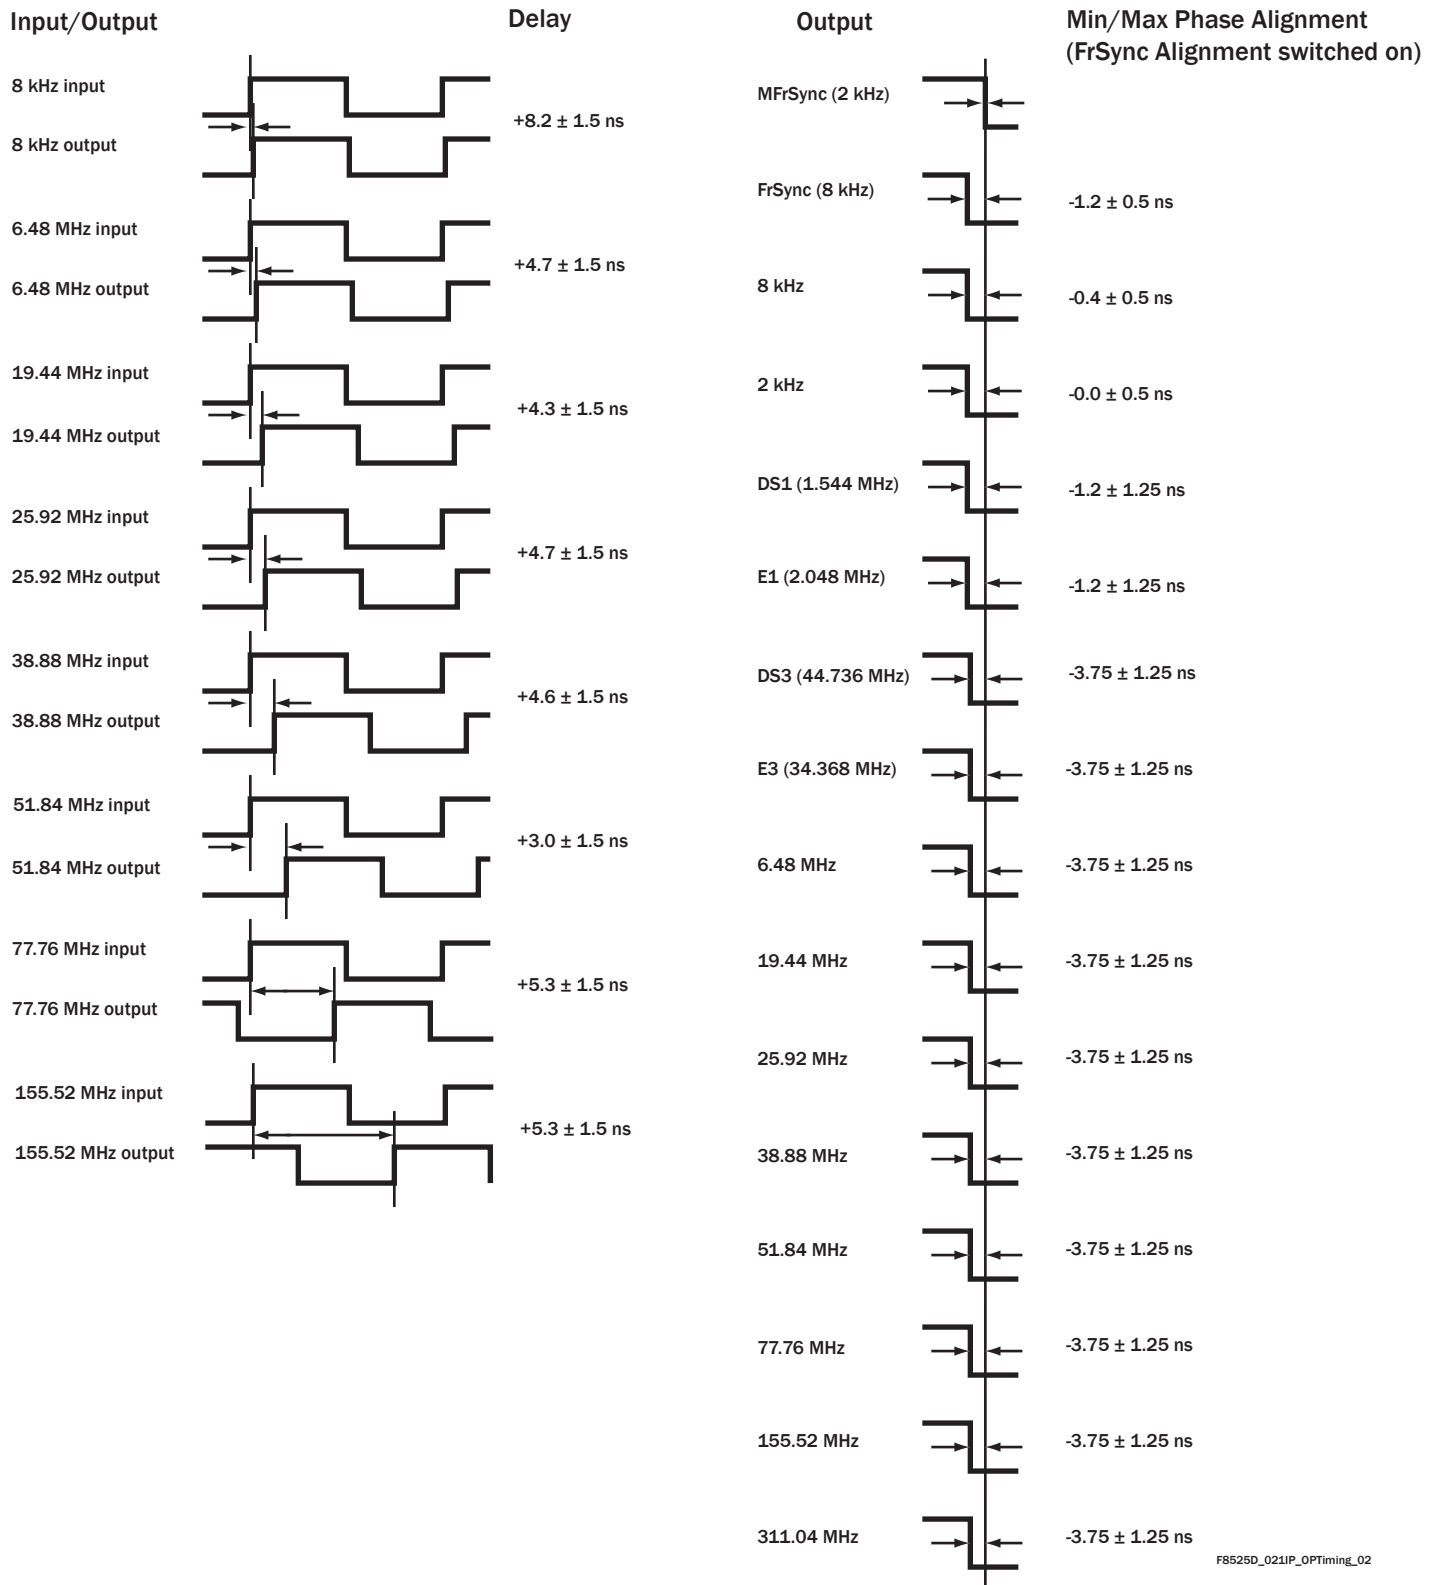 Input/Output
Delay
8 kHz input
8 kHz output
+8.2 ± 1.5 ns
6.48 MHz input
6.48 MHz output
+4.7 ± 1.5 ns
19.44 MHz input
19.44 MHz output
+4.3 ± 1.5 ns
25.92 MHz input
25.92 MHz output
+4.7 ± 1.5 ns
38.88 MHz input
38.88 MHz output
+4.6 ± 1.5 ns
51.84 MHz input
51.84 MHz output
+3.0 ± 1.5 ns
77.76 MHz input
77.76 MHz output
+5.3 ± 1.5 ns
155.52 MHz input
155.52 MHz output
+5.3 ± 1.5 ns
Output
Min/Max Phase Alignment
(FrSync Alignment switched on)
MFrSync (2 kHz)
FrSync (8 kHz)
-1.2 ± 0.5 ns
8 kHz
-0.4 ± 0.5 ns
2 kHz
-0.0 ± 0.5 ns
DS1 (1.544 MHz)
-1.2 ± 1.25 ns
E1 (2.048 MHz)
-1.2 ± 1.25 ns
DS3 (44.736 MHz)
-3.75 ± 1.25 ns
E3 (34.368 MHz)
-3.75 ± 1.25 ns
6.48 MHz
-3.75 ± 1.25 ns
19.44 MHz
-3.75 ± 1.25 ns
25.92 MHz
-3.75 ± 1.25 ns
38.88 MHz
-3.75 ± 1.25 ns
51.84 MHz
-3.75 ± 1.25 ns
77.76 MHz
-3.75 ± 1.25 ns
155.52 MHz
-3.75 ± 1.25 ns
311.04 MHz
-3.75 ± 1.25 ns
F8525D_021IP_OPTiming_02